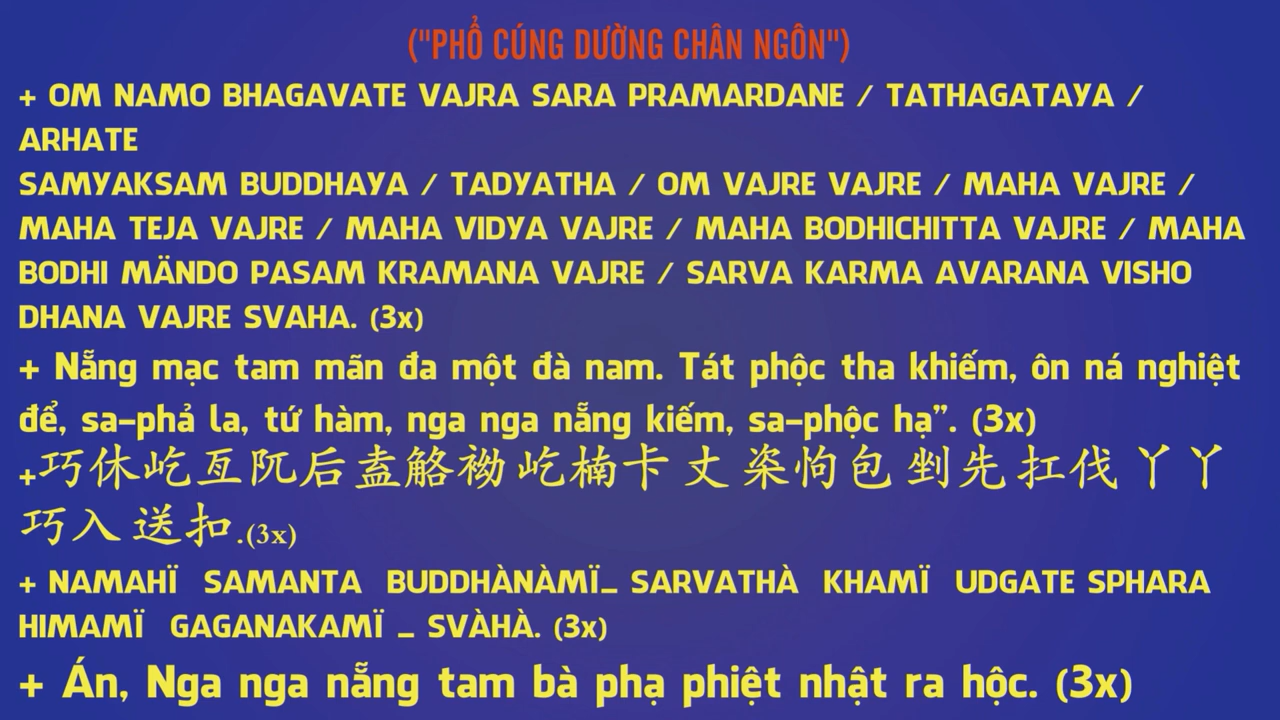 ("PHỔ CÚNG DƯỜNG CHÂN NGÔN")
+ OM NAMO BHAGAVATE VAJRA SARA PRAMARDANE / TATHAGATAYA /
ARHATE
SAMYAKSAM BUDDHAYA / TADYATHA / OM VAJRE VAJRE / MAHA VAJRE /
MAHA TEJA VAJRE / MAHA VIDYA VAJRE / MAHA BODHICHITTA VAJRE / MAHA
BODHI MÄNDO PASAM KRAMANA VAJRE / SARVA KARMA AVARANA VISHO
DHANA VAJRE SVAHA. (3x)
+ Nẵng mạc tam mãn đa một đà nam. Tát phộc tha khiếm, ôn ná nghiệt
để, sa-phả la, tứ hàm, nga nga nẵng kiếm, sa-phộc hạ”. (3x)
+巧休屹亙阢后盍觡袎屹楠卡丈桼怐包剉先扛伐丫丫
巧入送扣.(3x)
+ NAMAHÏ SAMANTA BUDDHÀNÀMÏ_ SARVATHÀ KHAMÏ UDGATE SPHARA
HIMAMÏ GAGANAKAMÏ _ SVÀHÀ. (3x)
+ Án, Nga nga nẵng tam bà phạ phiệt nhật ra hộc. (3x)